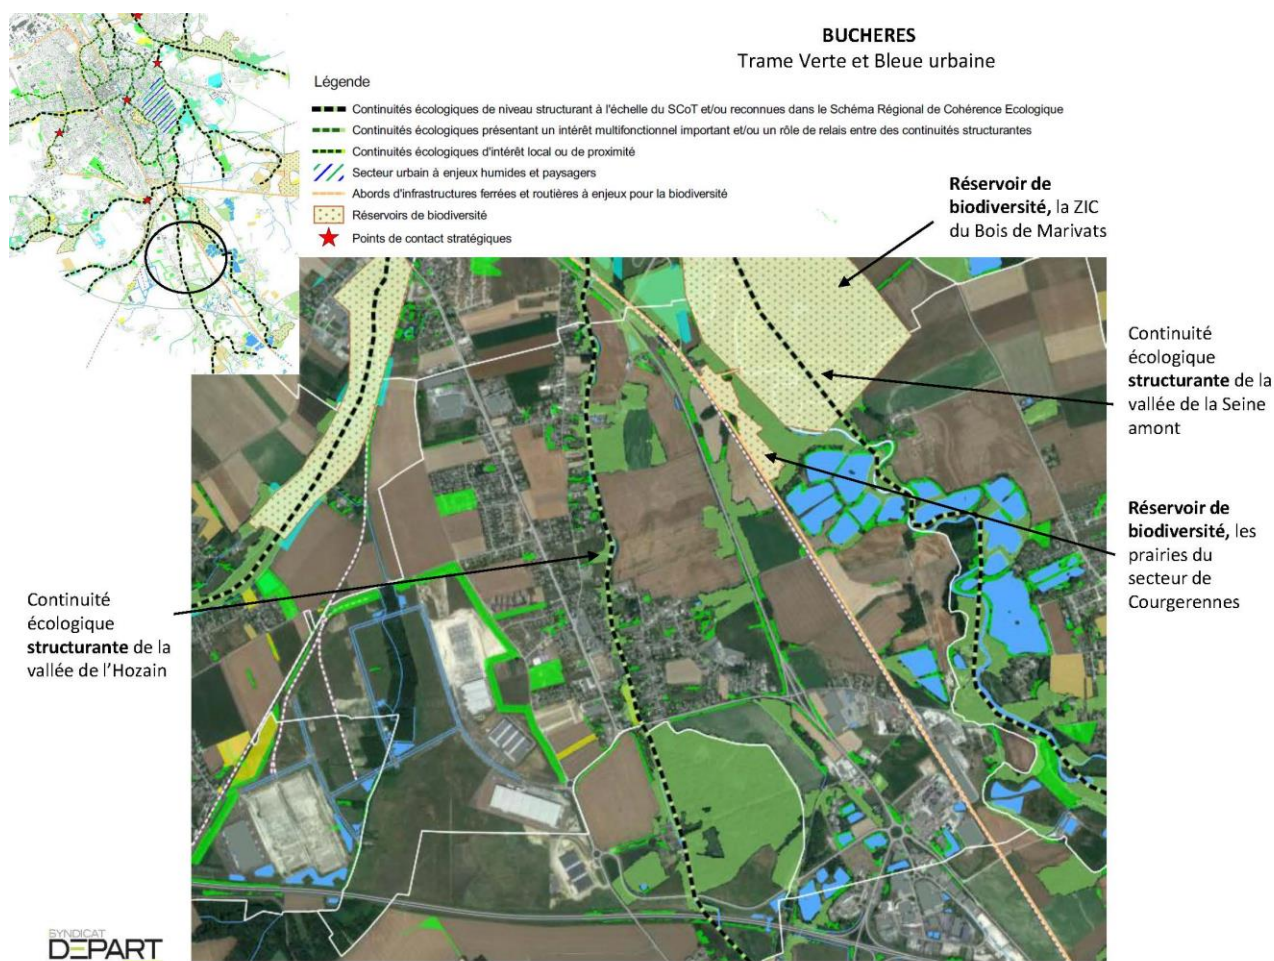 BUCHERES
Trame Verte et Bleue urbaine
Légende
Continuités écologiques de niveau structurant à l'échelle du SCoT et/ou reconnues dans le Schéma Régional de Cohérence Ecologique
Continuités écologiques présentant un intérêt multifonctionnel important et/ou un rôle de relais entre des continuités structurantes
Continuités écologiques d'intérêt local ou de proximité
Secteur urbain à enjeux humides et paysagers
Abords d'infrastructures ferrées et routières à enjeux pour la biodiversité
Réservoirs de biodiversité
Points de contact stratégiques
Réservoir de
biodiversité, la ZIC
du Bois de Marivats
Continuité
écologique
structurante de la
vallée de la Seine
amont
Réservoir de
biodiversité, les
prairies du
secteur de
Courgerennes
Continuité
écologique
structurante de la
vallée de l'Hozain
SYNDICAT
DEPART